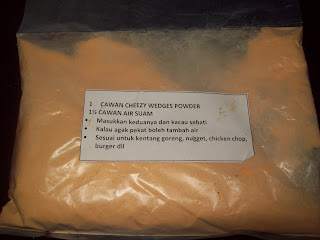 1 CAWAN CHEEZY WEDGES POWDER
1½ CAWAN AIR SUAM
• Masukkan keduanya dan kacau sebati
• Kalau agak pekat boleh tambah air
• Sesuai untuk kentang goreng, nugget, chicken chop,
burger dll